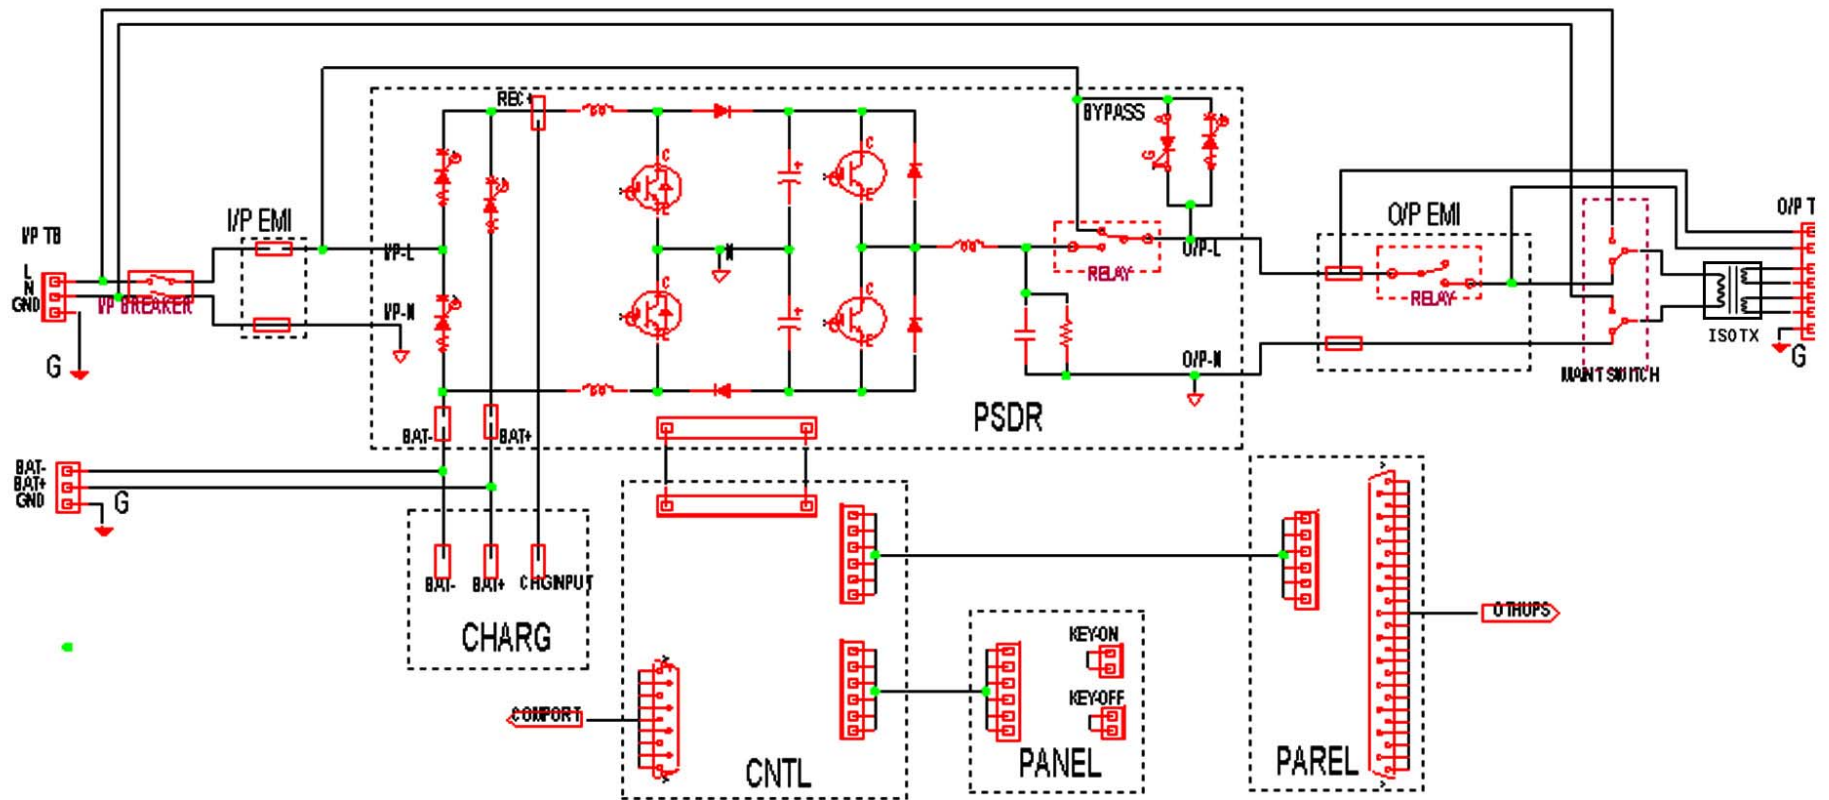 REC+
BYPASS
C
C
G
I/P EMI
O/P EMI
O/P T
I/P TB
E
E
N
I/P-L
O/P-L
RELAY
RELAY
L
N
GND
I/P BREAKER
I/P-N
C
C
E
E
O/P-N
ISOTX
G
G
MAINT SWITCH
PSDR
BAT-
BAT+
BAT-
BAT+
GND
G
BAT-
BAT+
CHGINPUT
OTHUPS
CHARG
KEY-ON
KEY-OFF
COMPORT
CNTL
PANEL
PAREL